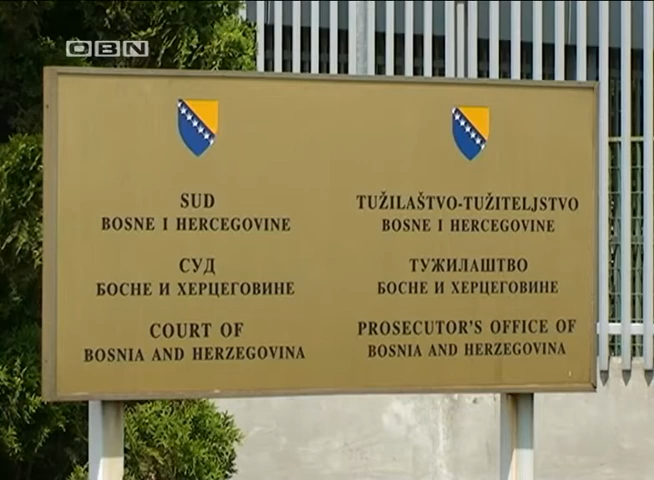 OBN
SUD
BOSNE I HERCEGOVINE
СУД
БОСНЕ И ХЕРЦЕГОВИНЕ
COURT OF
BOSNIA AND HERZEGOVINA
TUŽILAŠTVO-TUŽITELJSTVO
BOSNE I HERCEGOVINE
ТУЖИЛАШТВО
БОСНЕ И ХЕРЦЕГОВИНЕ
PROSECUTOR'S OFFICE OF
BOSNIA AND HERZEGOVINA